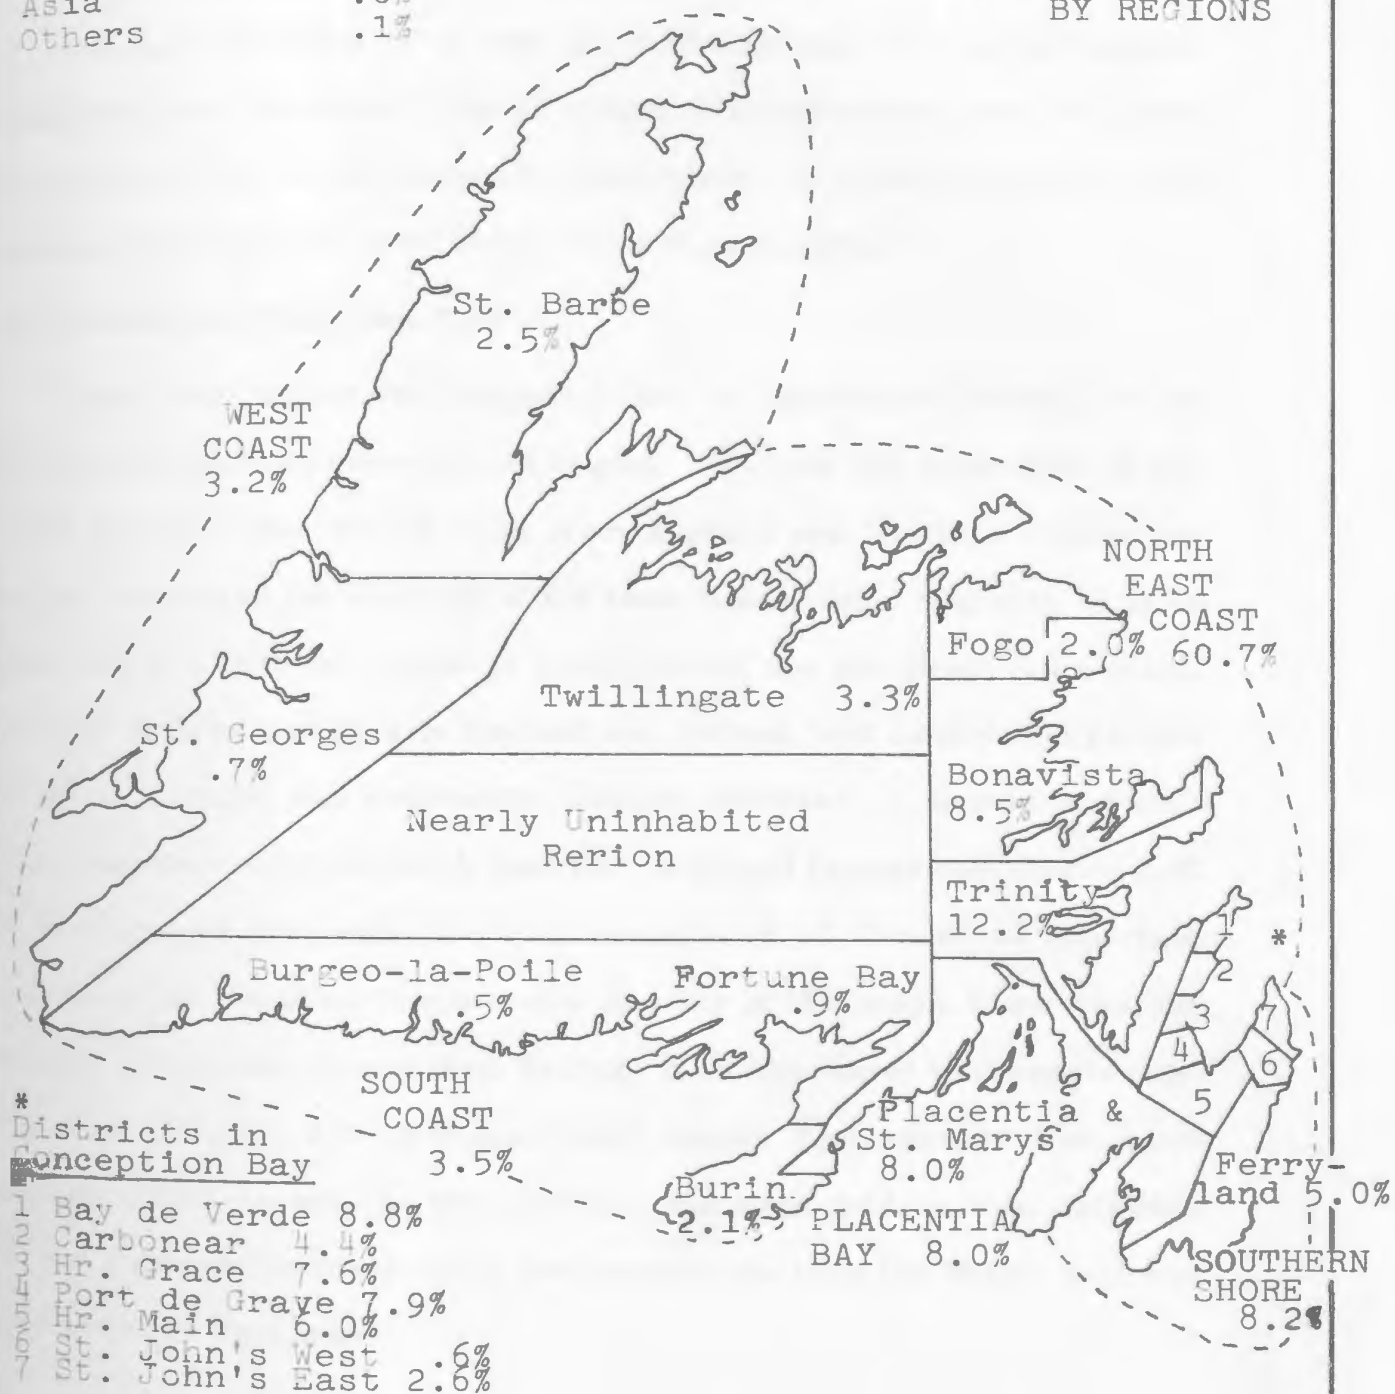 Asia
Others .1%
BY REGIONS
St. Barbe
2.5%
WEST
COAST
3.2%
NORTH
EAST
COAST
60.7%
Fogo 2.0%
2
Twillingate 3.3%
St. Georges
.7%
Bonavista
8.5%
Nearly Uninhabited
Rerion
Trinity
12.2%
*
1
2
3
4
5
6
7
Burgeo-la-Poile
.5%
Fortune Bay
.9%
SOUTH
COAST
3.5%
Placentia &
St. Marys
8.0%
Burin
2.1%
PLACENTIA
BAY 8.0%
Ferry-
land 5.0%
SOUTHERN
SHORE
8.2%
*
Districts in
Conception Bay
1 Bay de Verde 8.8%
2 Carbonear 4.4%
3 Hr. Grace 7.6%
4 Port de Grave 7.9%
5 Hr. Main 6.0%
6 St. John's West .6%
7 St. John's East 2.6%